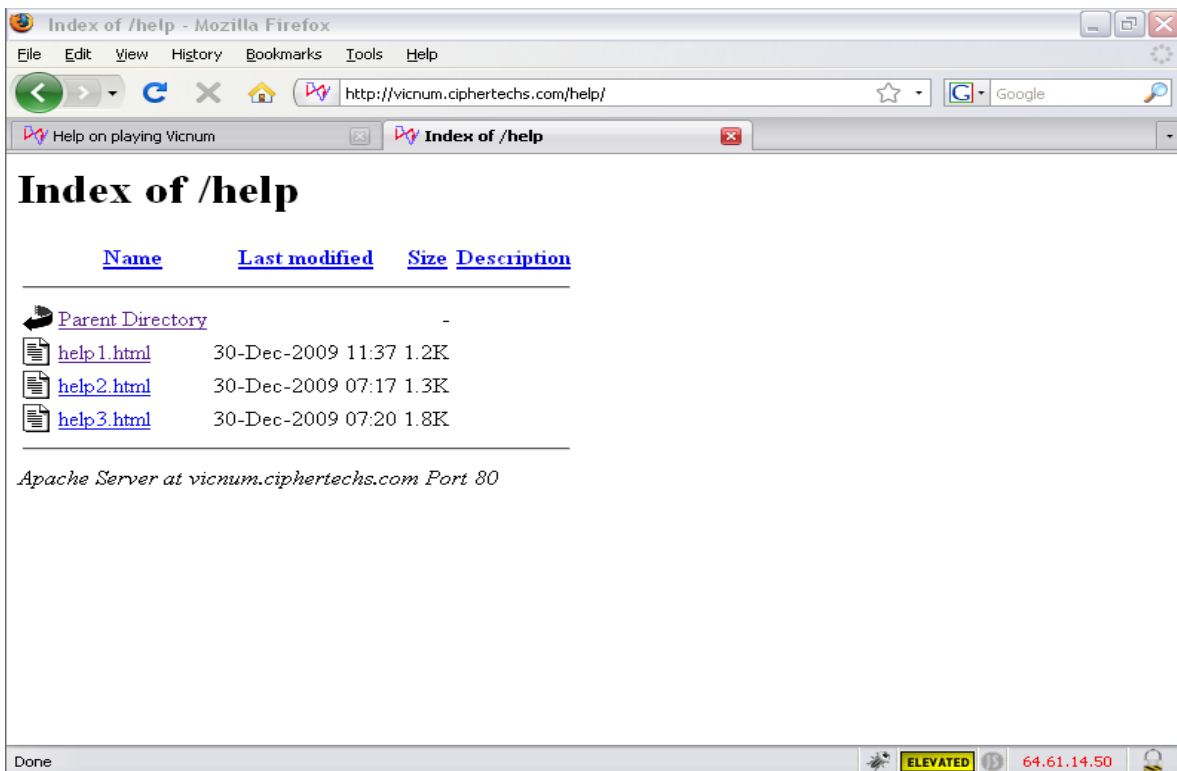 Index of /help - Mozilla Firefox
File Edit View History Bookmarks Tools Help
http://vicnum.ciphertechs.com/help/ G Google
Help on playing Vicnum Index of /help
Index of /help
Name Last modified Size Description
Parent Directory -
help1.html 30-Dec-2009 11:37 1.2K
help2.html 30-Dec-2009 07:17 1.3K
help3.html 30-Dec-2009 07:20 1.8K
Apache Server at vicnum.ciphertechs.com Port 80
Done ELEVATED 64.61.14.50